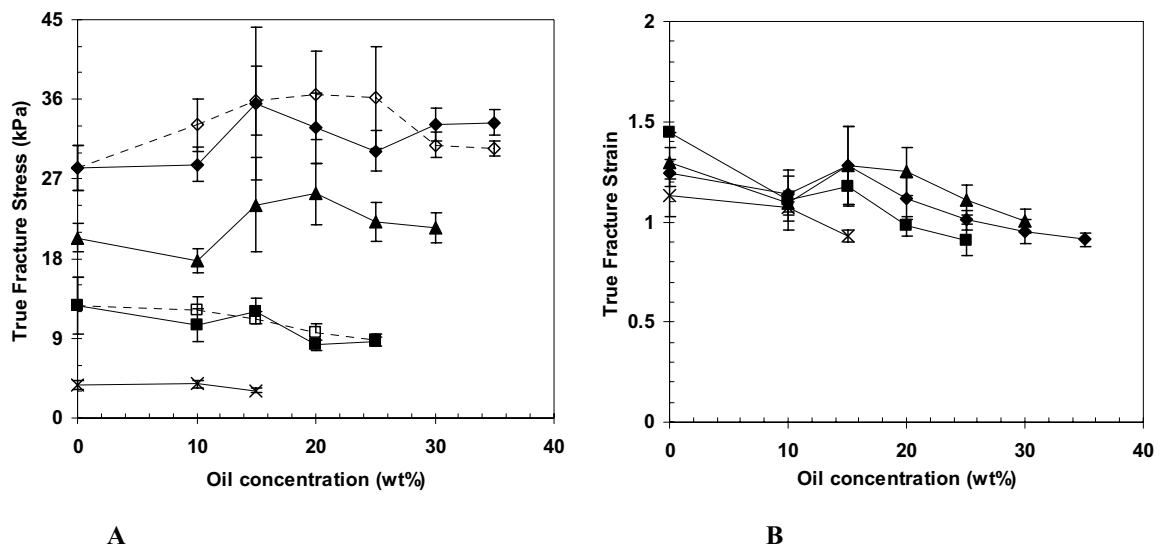 45
36
27
18
9
0
True Fracture Stress (kPa)
0 10 20 30 40
Oil concentration (wt%)
A
2
1.5
1
0.5
0
True Fracture Strain
0 10 20 30 40
Oil concentration (wt%)
B